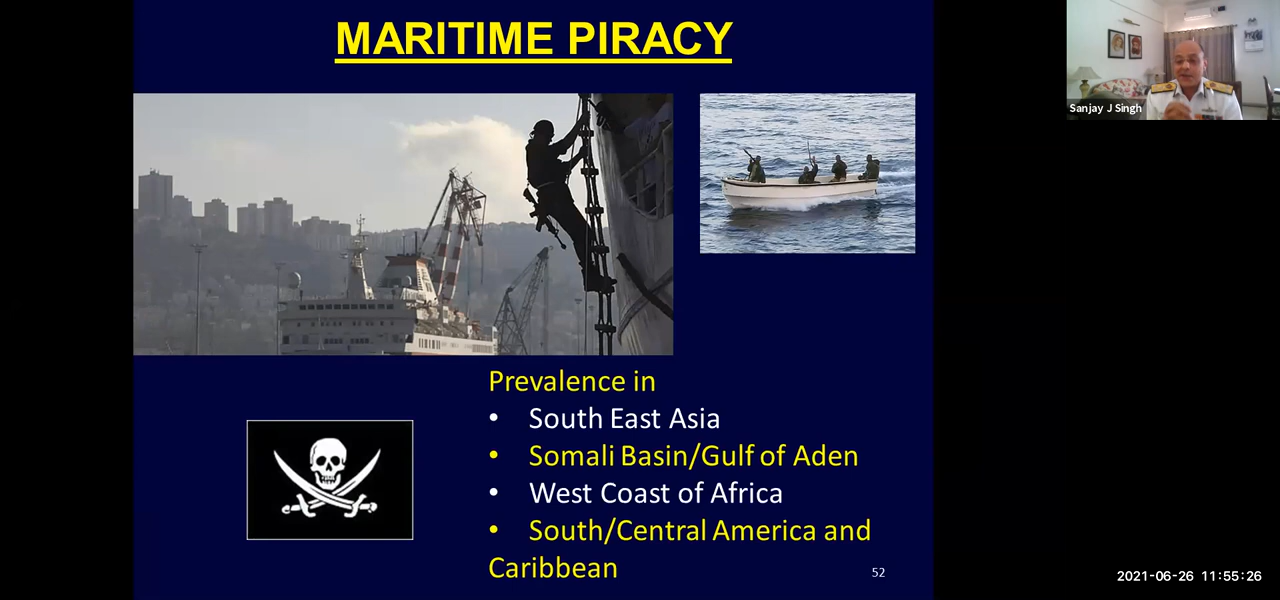 MARITIME PIRACY
Sanjay J Singh
Prevalence in
• South East Asia
• Somali Basin/Gulf of Aden
• West Coast of Africa
• South/Central America and
Caribbean
52
2021-06-26 11:55:26